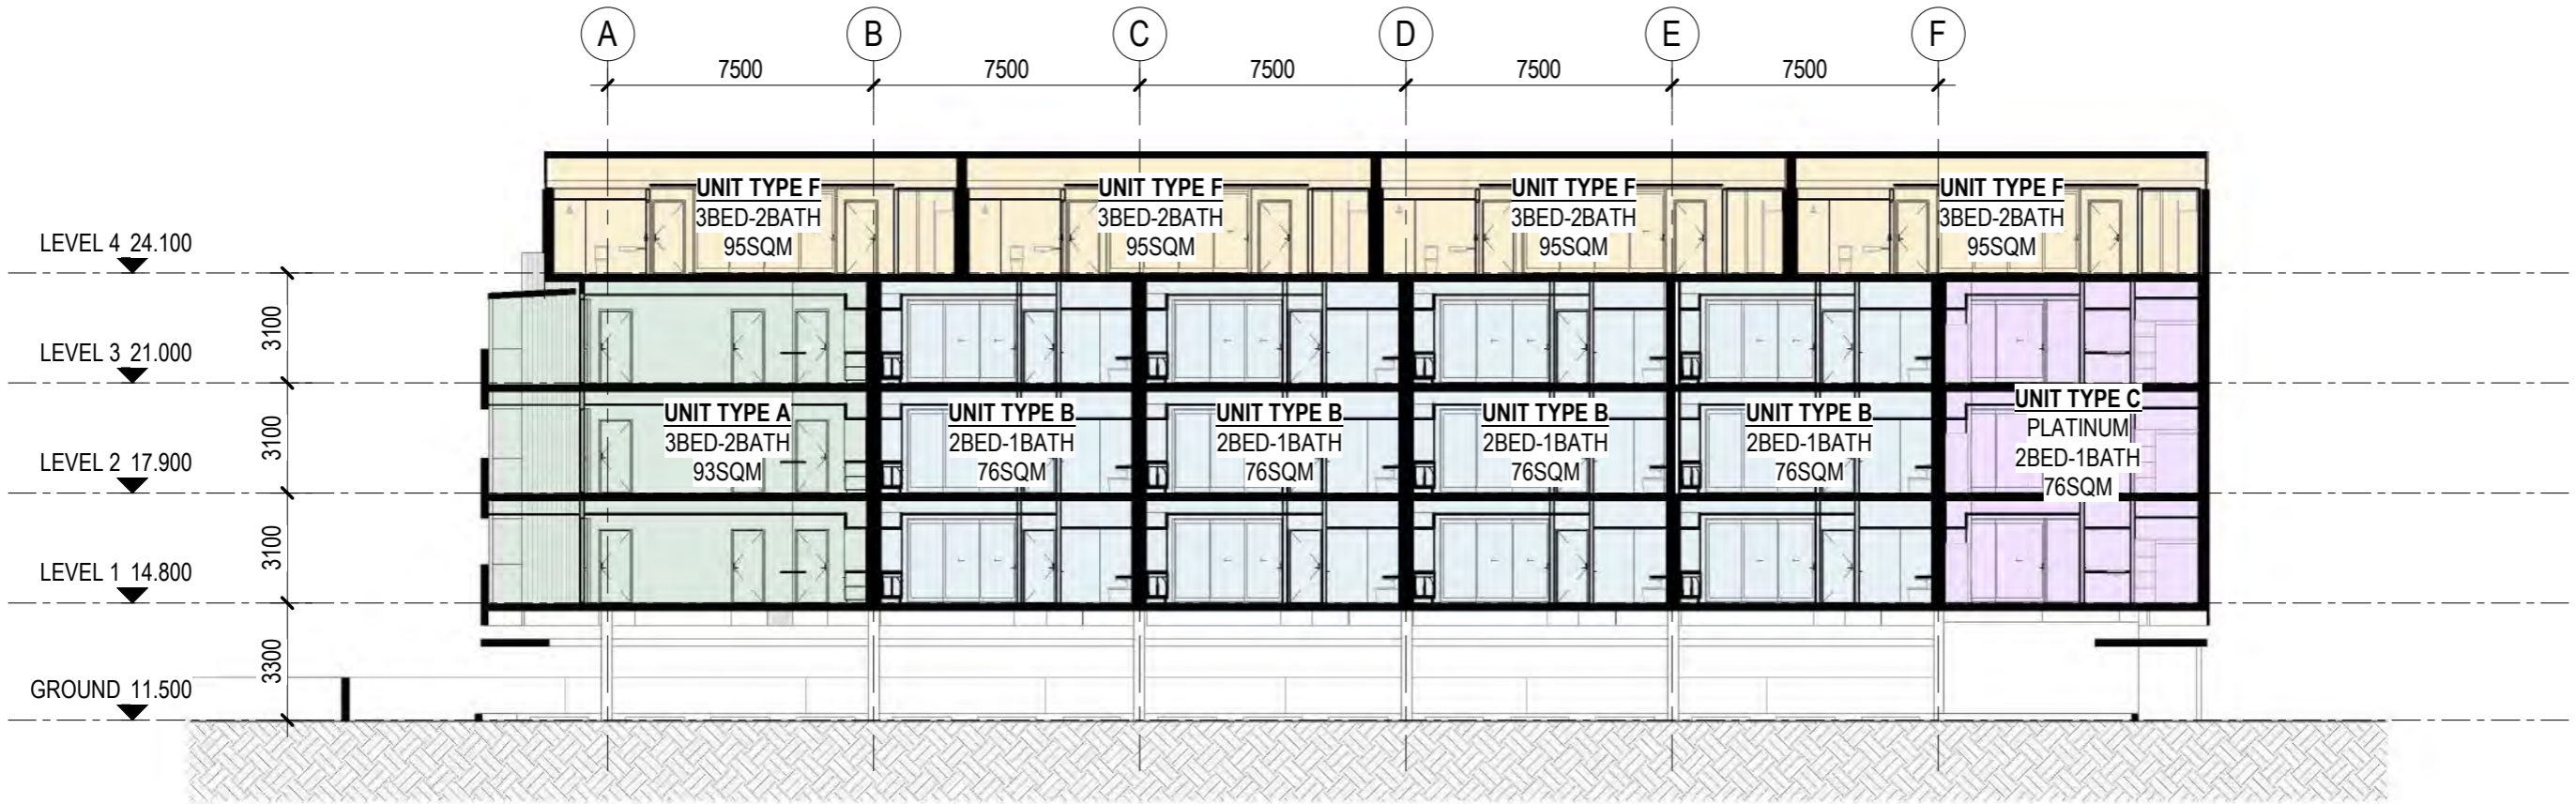 A B C D E F
7500 7500 7500 7500 7500
UNIT TYPE F
3BED-2BATH
95SQM
UNIT TYPE F
3BED-2BATH
95SQM
UNIT TYPE F
3BED-2BATH
95SQM
UNIT TYPE F
3BED-2BATH
95SQM
LEVEL 4 24.100
3100
LEVEL 3 21.000
3100
LEVEL 2 17.900
3100
LEVEL 1 14.800
3300
GROUND 11.500
UNIT TYPE A
3BED-2BATH
93SQM
UNIT TYPE B
2BED-1BATH
76SQM
UNIT TYPE B
2BED-1BATH
76SQM
UNIT TYPE B
2BED-1BATH
76SQM
UNIT TYPE B
2BED-1BATH
76SQM
UNIT TYPE C
PLATINUM
2BED-1BATH
76SQM